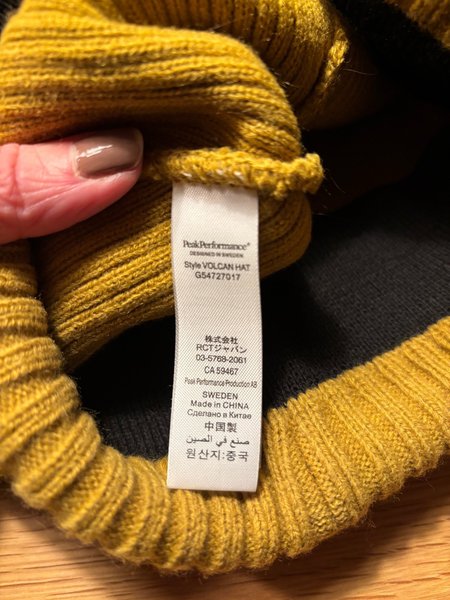 PeakPerformance®
DESIGNED IN SWEDEN
Style VOLCAN HAT
G54727017
株式会社
RCTジャパン
03-5768-2061
CA 59467
Peak Performance Production AB
SWEDEN
Made in CHINA
Сделано в Китае
中国製
صنع في الصين
원산지:중국